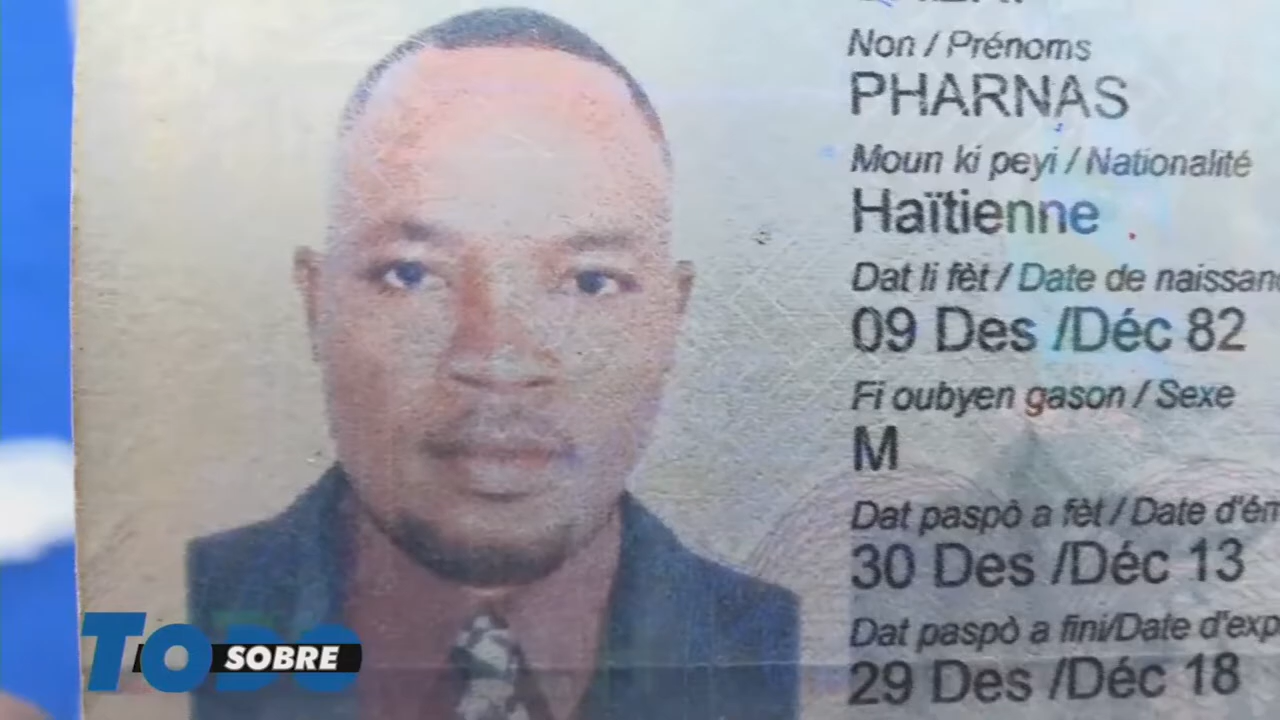 Non / Prénoms
PHARNAS
Moun ki peyi / Nationalité
Haïtienne
Dat li fèt / Date de naissan
09 Des /Déc 82
Fi oubyen gason / Sexe
M
Dat paspò a fèt / Date d'ém
30 Des /Déc 13
Dat paspò a fini/Date d'exp
29 Des /Déc 18
TODO
SOBRE